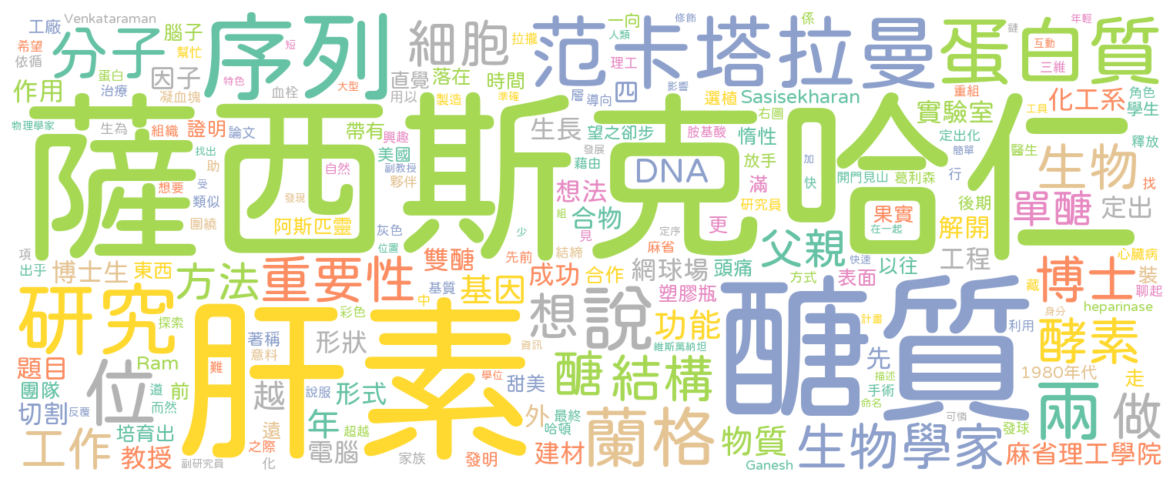 Venkataraman
工廠
希望
依循
分子
腦子
幫忙
蛋白
治療
作用
因子
凝血塊
序列
特色
短
血栓
大型
細胞
一向
拉攏
直覺
落在
時間
用以
製造
準確
范卡塔拉曼
修飾
人類
理工
層
導向
四
影響
係
鏈
互動
三維
年輕
蛋白質
重組
角色
選植
Sasisekharan
化工系
學生
實驗室
工具
定出化
釋放
簡單
醫生
物理學家
生為
組織
證明
論文
帶有
興趣
美國
副教授
夥伴
找出
助
想要
受
類似
自然
圍繞
發現
阿斯匹靈
灰色
位置
薩西斯克哈仁
生長
望之卻步
右圖
胺基酸
惰性
發展
藉由
放手
滿
DNA
加
快
開門見山
葛利森
行
找
想法
合物
研究員
果實
在一起
後期
生物
單醣
定出
解開
更
組
見
麻省
少
定序
先前
結締
項
出乎
博士生
東西
方法
重要性
雙醣
成功
合作
網球場
頭痛
父親
方式
快速
表面
以往
工程
心臟病
藏
裝
聊起
博士
基質
基因
中
塑膠瓶
彩色
探索
研究
肝素
著稱
意料
形狀
資訊
想說
功能
維斯萬納坦
計畫
醣質
利用
身分
hepannase
酵素
題目
Ram
團隊
道
前
位
難
說服
學位
越
形式
甜美
醣結構
先
描述
手術
命名
1980年代
走
切割
反覆
而然
培育出
年
超越
外
最終
哈頓
蘭格
物質
可憐
發球
兩
做
工作
教授
遠
之際
化
副研究員
電腦
家族
發明
建材
Ganesh
生物學家
麻省理工學院